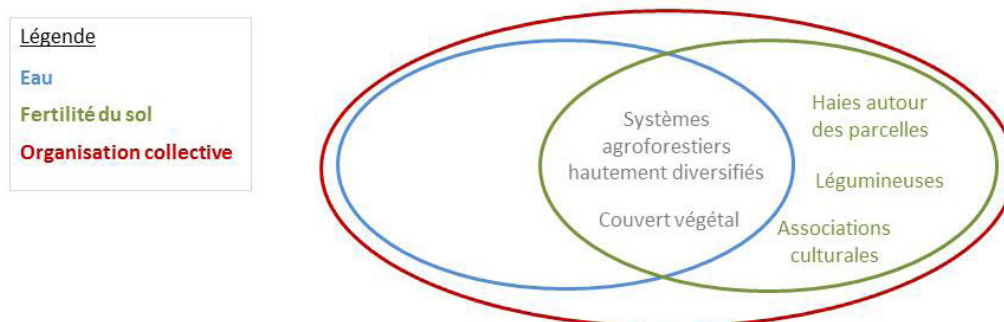 Légende
Eau
Fertilité du sol
Organisation collective
Systèmes
agroforestiers
hautement diversifiés
Couvert végétal
Haies autour
des parcelles
Légumineuses
Associations
culturales